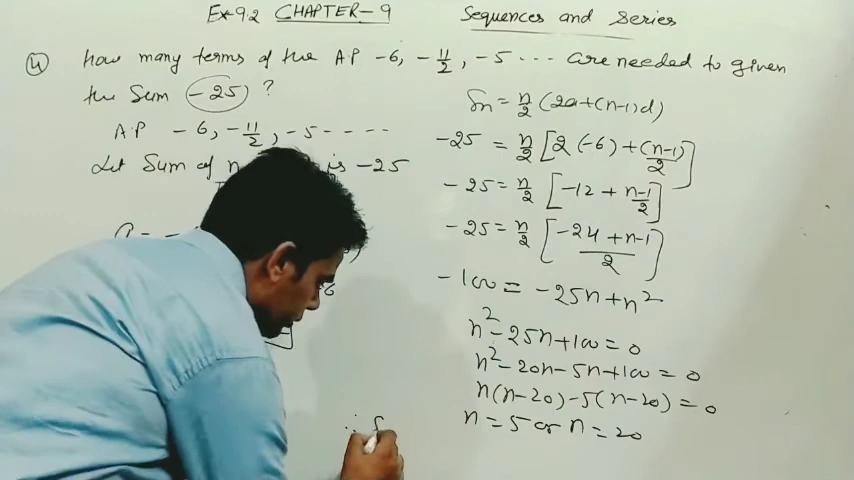 Ex 9.2 CHAPTER-9 Sequences and Series
4 How many terms of the AP -6, -11/2, -5 ... are needed to given
the Sum -25?
AP -6, -11/2, -5 -----
Let Sum of n is -25
Sn = n/2 (2a+(n-1)d)
-25 = n/2 [2(-6) + (n-1)/2]
-25 = n/2 [-12 + n-1/2]
-25 = n/2 [-24+n-1/2]
-100 = -25n+n²
n²-25n+100 = 0
n²-20n-5n+100 = 0
n(n-20)-5(n-20) = 0
n = 5 or n = 20